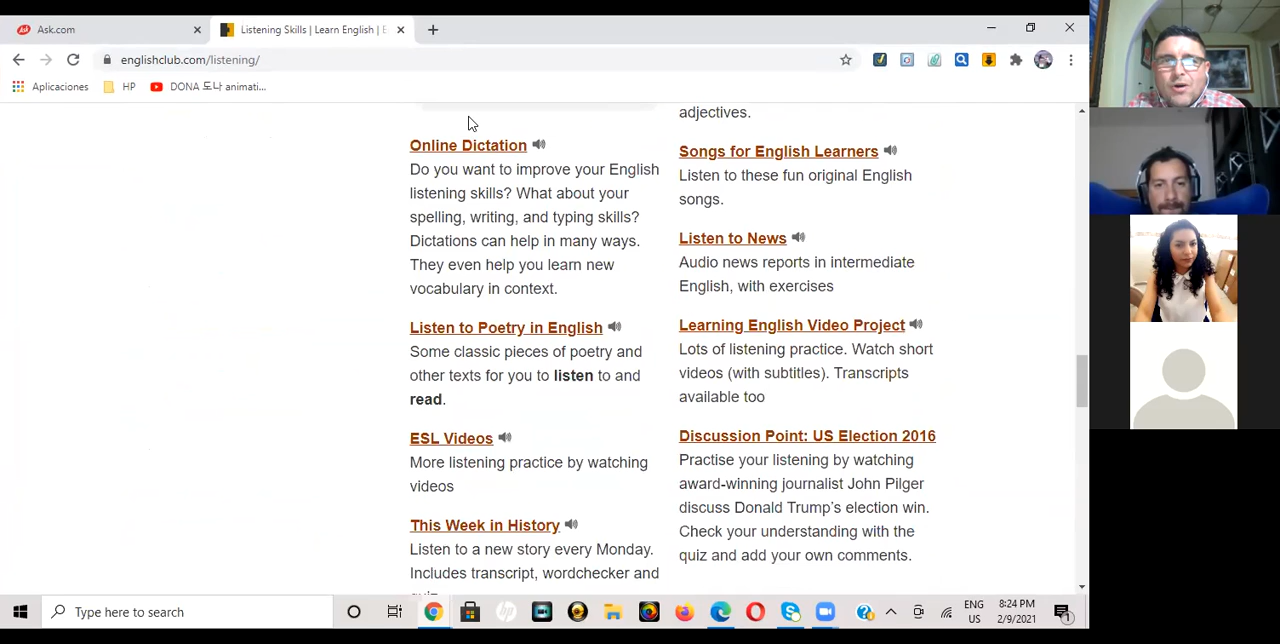 Ask.com
Listening Skills | Learn English | E
englishclub.com/listening/
Aplicaciones
HP
DONA 도나 animati...
Online Dictation
Do you want to improve your English
listening skills? What about your
spelling, writing, and typing skills?
Dictations can help in many ways.
They even help you learn new
vocabulary in context.
Listen to Poetry in English
Some classic pieces of poetry and
other texts for you to listen to and
read.
ESL Videos
More listening practice by watching
videos
This Week in History
Listen to a new story every Monday.
Includes transcript, wordchecker and
adjectives.
Songs for English Learners
Listen to these fun original English
songs.
Listen to News
Audio news reports in intermediate
English, with exercises
Learning English Video Project
Lots of listening practice. Watch short
videos (with subtitles). Transcripts
available too
Discussion Point: US Election 2016
Practise your listening by watching
award-winning journalist John Pilger
discuss Donald Trump's election win.
Check your understanding with the
quiz and add your own comments.
Type here to search
ENG
US
8:24 PM
2/9/2021
1